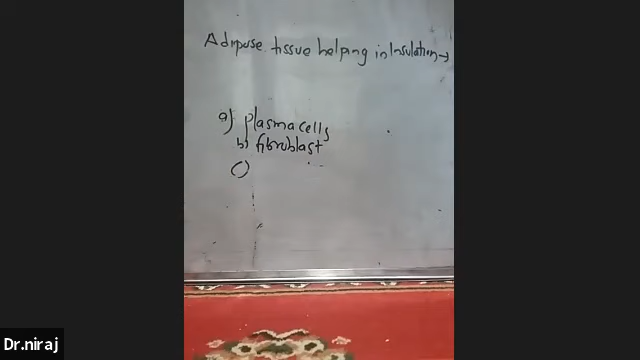 Adipose tissue helping in Insulation→
a) plasma cells
b) fibroblast
c)
Dr.niraj